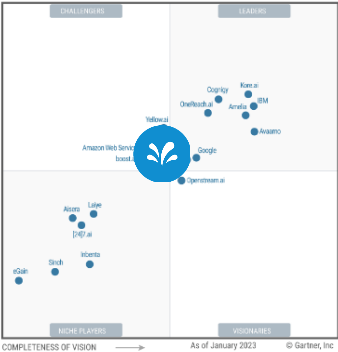 CHALLENGERS
LEADERS
Kore.ai
Cognigy
IBM
OneReach.ai
Amelia
Yellow.ai
Avaamo
Amazon Web
boost.
Google
Openstream.ai
Aisera
Laiye
[24]7.ai
Inbenta
Sinch
eGain
NICHE PLAYERS
VISIONARIES
COMPLETENESS OF VISION
As of January 2023
© Gartner, Inc